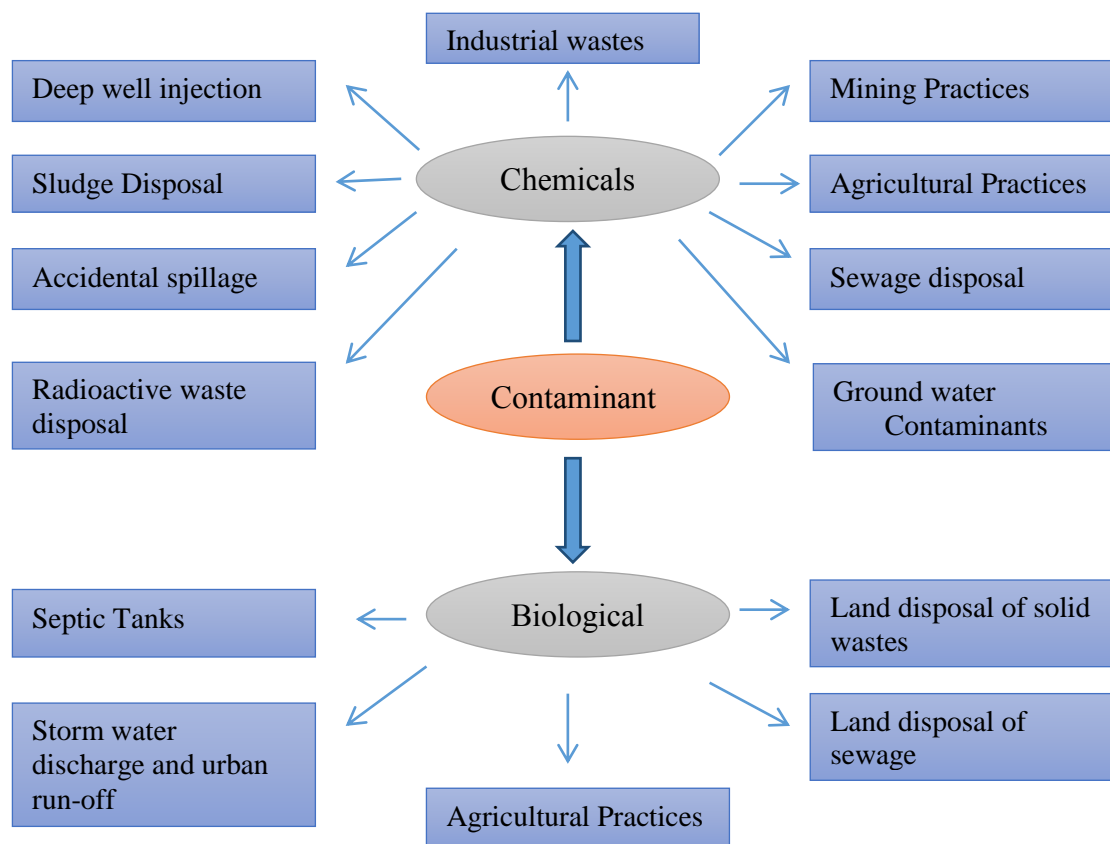 Industrial wastes
Deep well injection
Mining Practices
Chemicals
Sludge Disposal
Agricultural Practices
Accidental spillage
Sewage disposal
Radioactive waste
disposal
Contaminant
Ground water
Contaminants
Septic Tanks
Biological
Land disposal of solid
wastes
Storm water
discharge and urban
run-off
Land disposal of
sewage
Agricultural Practices